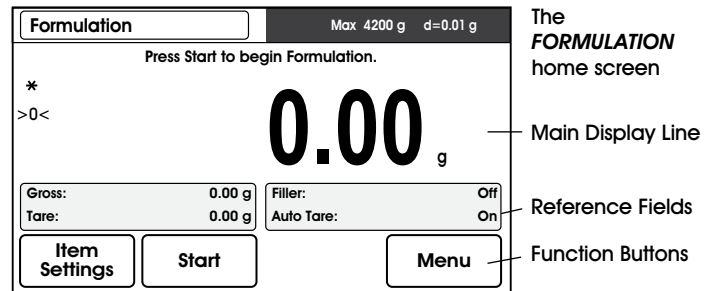 Formulation
Max 4200 g d=0.01 g
Press Start to begin Formulation.
*
>0<
0.00 g
Gross: 0.00 g
Tare: 0.00 g
Filler: Off
Auto Tare: On
Item
Settings
Start
Menu
The
FORMULATION
home screen
Main Display Line
Reference Fields
Function Buttons